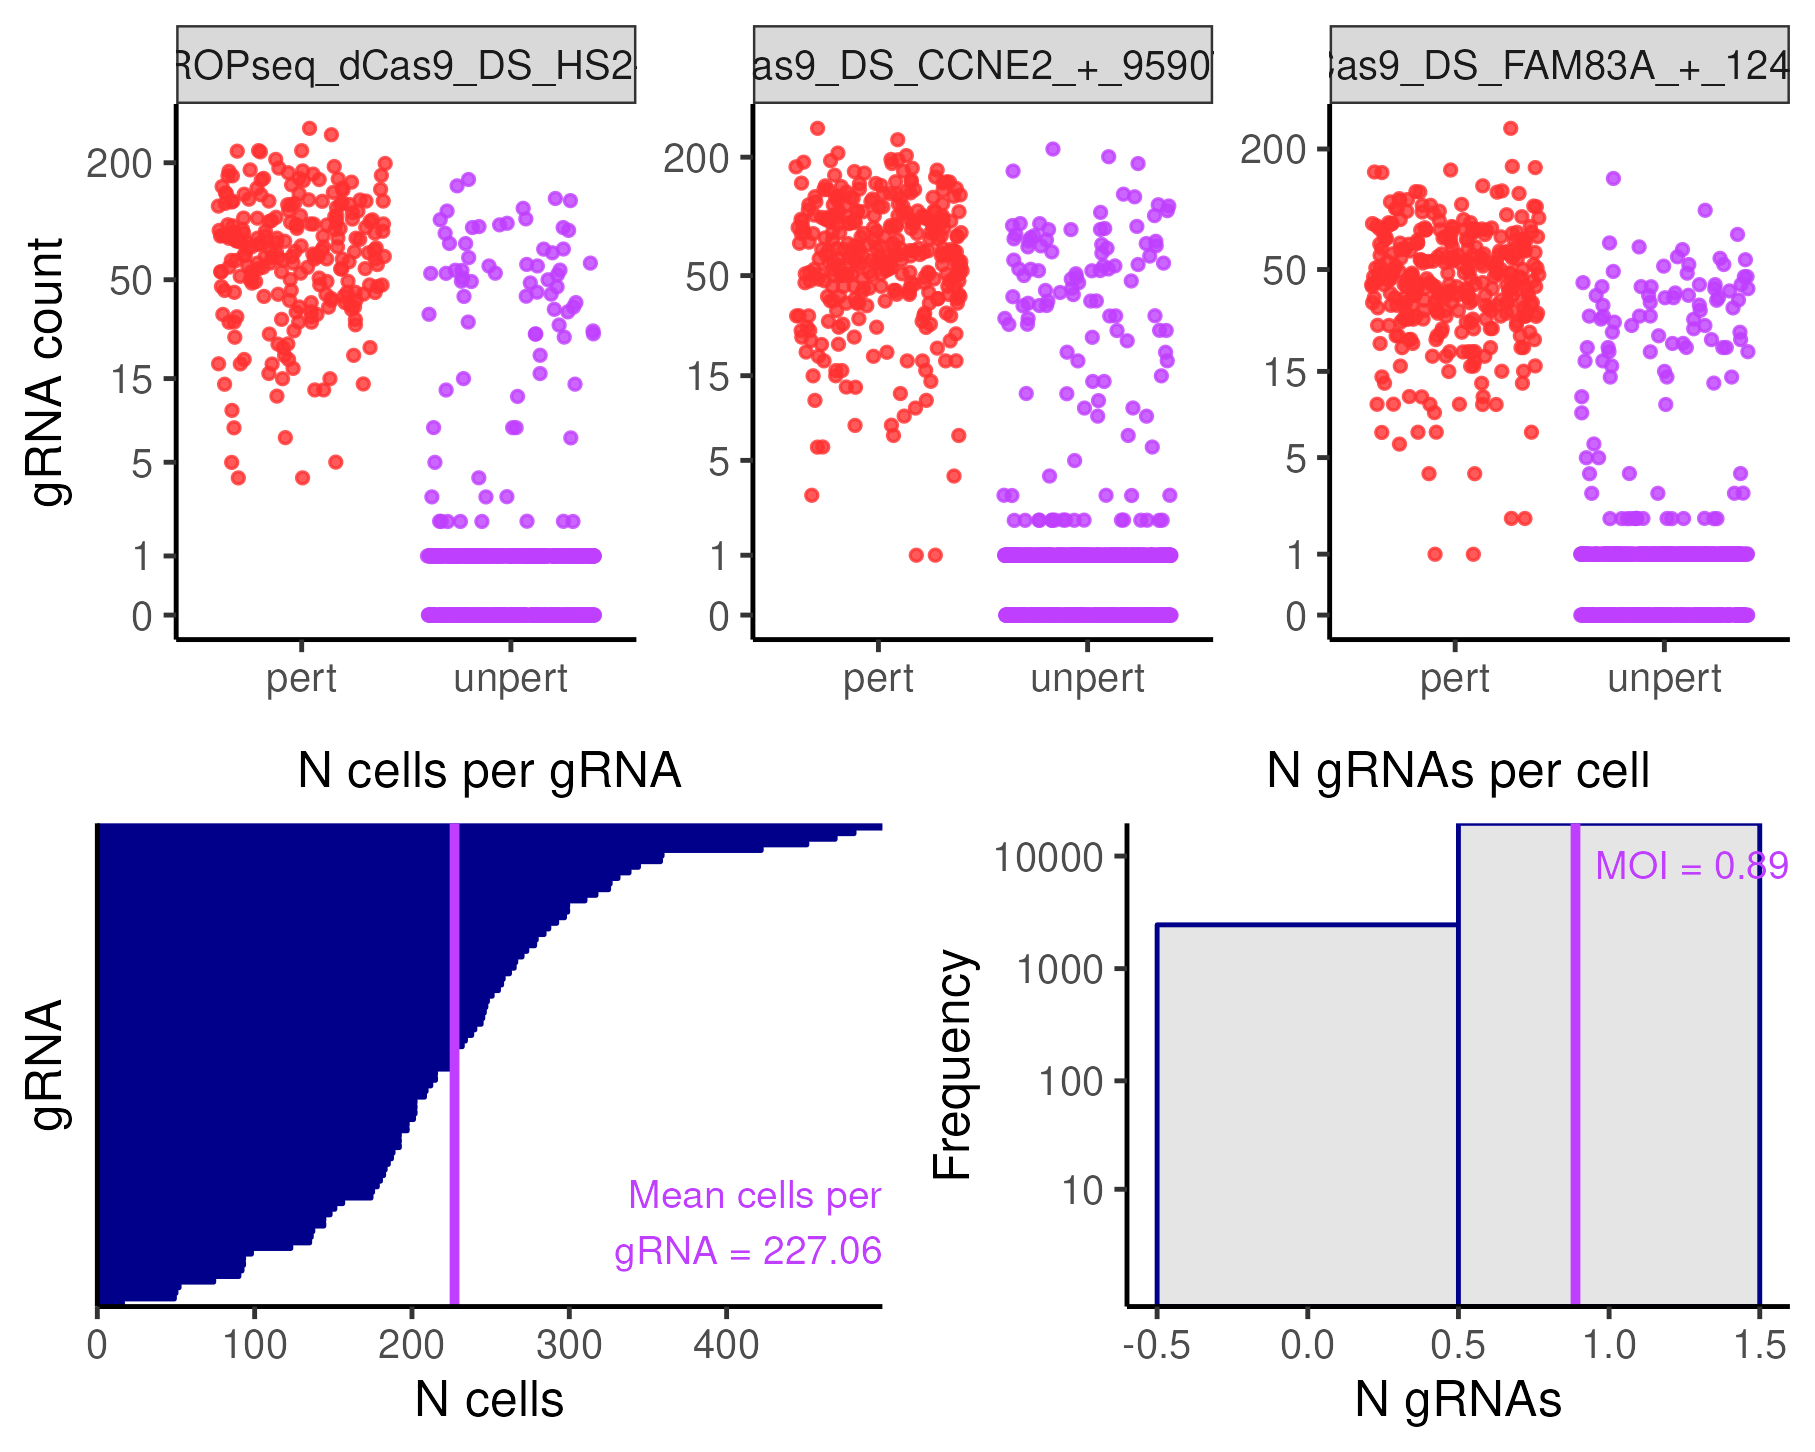 ROPseq_dCas9_DS_HS2
as9_DS_CCNE2_+_9590
as9_DS_FAM83A_+_124
gRNA count
200
50
15
5
1
0
pert
unpert
200
50
15
5
1
0
pert
unpert
200
50
15
5
1
0
pert
unpert
N cells per gRNA
gRNA
Mean cells per
gRNA = 227.06
0
100
200
300
400
N cells
N gRNAs per cell
Frequency
10000
1000
100
10
MOI = 0.89
-0.5
0.0
0.5
1.0
1.5
N gRNAs